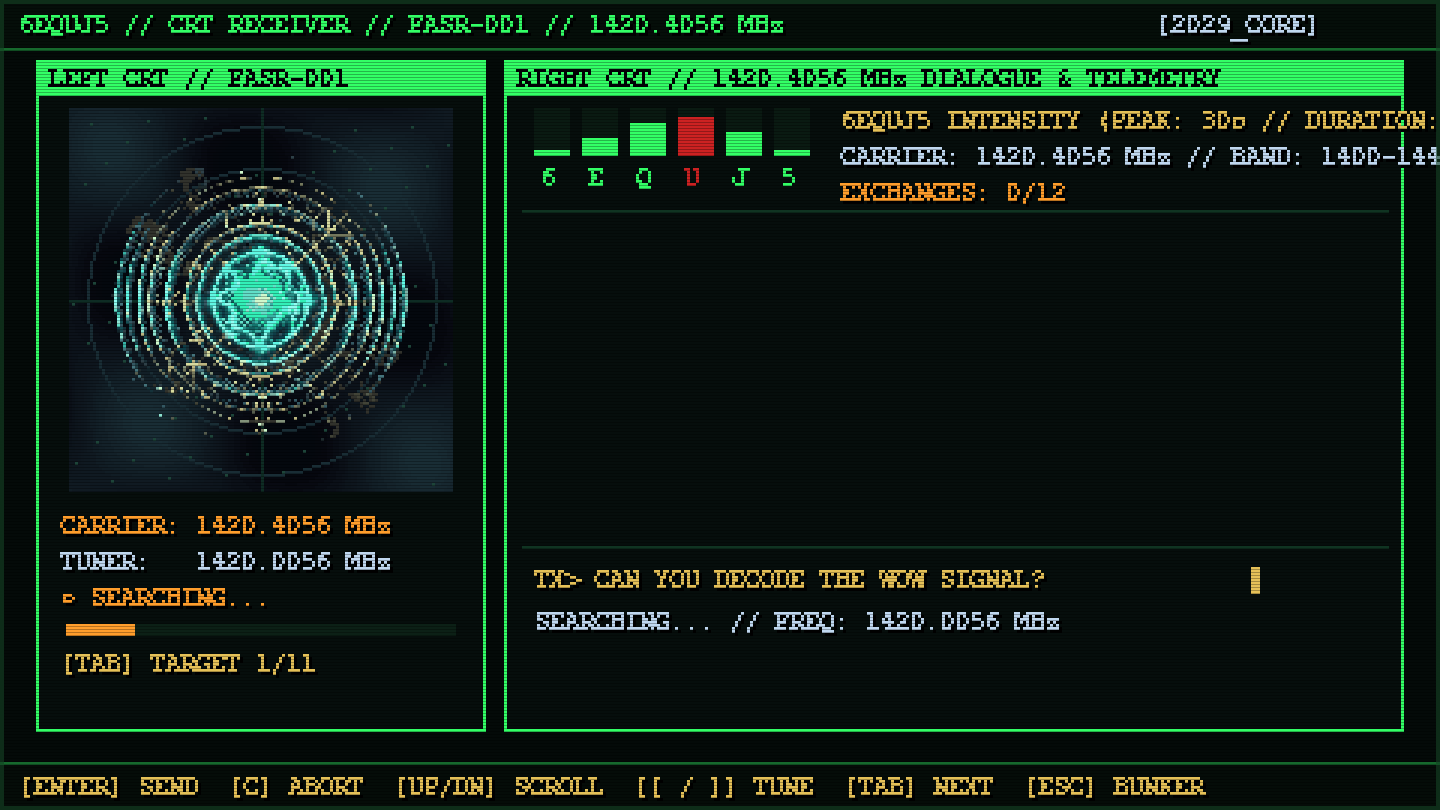 6EQUJ5 // CRT RECEIVER // FASR-001 // 1420.4056 MHz
[2029_CORE]
LEFT CRT // FASR-001
RIGHT CRT // 1420.4056 MHz DIALOGUE & TELEMETRY
6 E Q U J 5
6EQUJ5 INTENSITY (PEAK: 30σ // DURATION:
CARRIER: 1420.4056 MHz // BAND: 1400-144
EXCHANGES: 0/12
CARRIER: 1420.4056 MHz
TUNER: 1420.0056 MHz
▫ SEARCHING...
[TAB] TARGET 1/11
TX> CAN YOU DECODE THE WOW SIGNAL?
SEARCHING... // FREQ: 1420.0056 MHz
[ENTER] SEND [C] ABORT [UP/DN] SCROLL [[ / ]] TUNE [TAB] NEXT [ESC] BUNKER